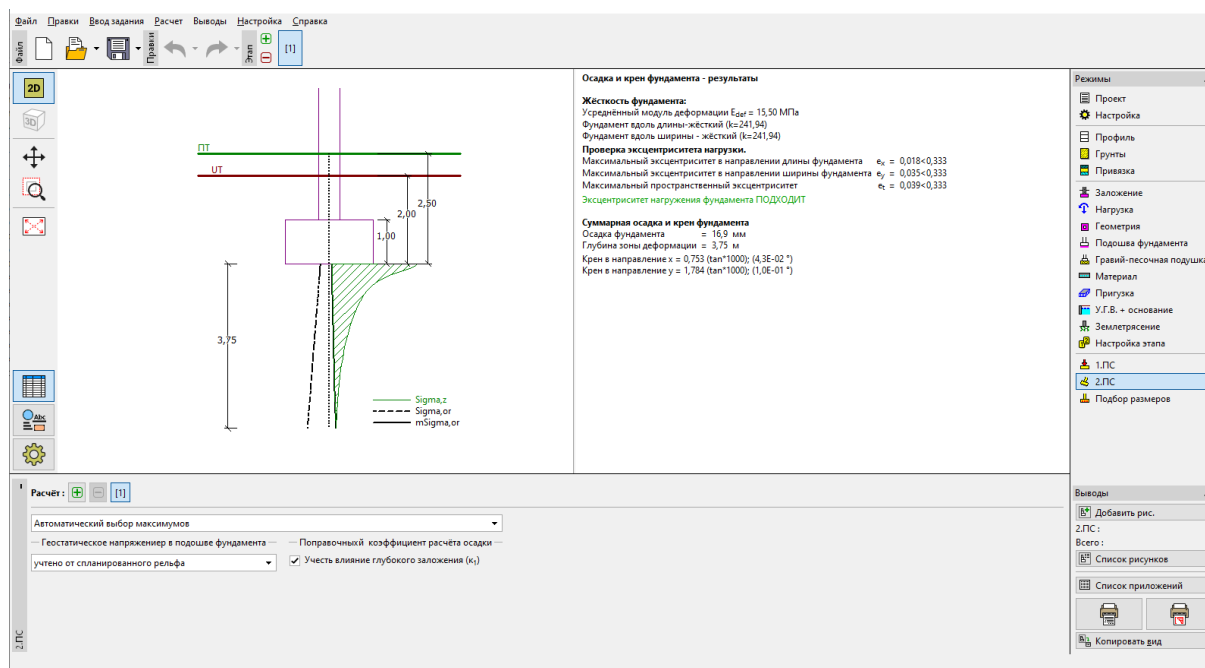 Файл Правки Ввод задания Расчет Выводы Настройка Справка
Файл
Правки
Этап
[1]
2D
3D
Abc
ПТ
UT
2,50
2,00
1,00
3,75
Sigma,z
Sigma,or
mSigma,or
Осадка и крен фундамента - результаты
Жёсткость фундамента:
Усреднённый модуль деформации Edef = 15,50 МПа
Фундамент вдоль длины-жёсткий (k=241,94)
Фундамент вдоль ширины - жёсткий (k=241,94)
Проверка эксцентриситета нагрузки.
Максимальный эксцентриситет в направлении длины фундамента ex = 0,018<0,333
Максимальный эксцентриситет в направлении ширины фундамента ey = 0,035<0,333
Максимальный пространственный эксцентриситет et = 0,039<0,333
Эксцентриситет нагружения фундамента ПОДХОДИТ
Суммарная осадка и крен фундамента
Осадка фундамента = 16,9 мм
Глубина зоны деформации = 3,75 м
Крен в направление x = 0,753 (tan*1000); (4,3E-02 °)
Крен в направление y = 1,784 (tan*1000); (1,0E-01 °)
Режимы
Проект
Настройка
Профиль
Грунты
Привязка
Заложение
Нагрузка
Геометрия
Подошва фундамента
Гравий-песочная подушка
Материал
Пригузка
У.Г.В. + основание
Землетрясение
Настройка этапа
1.ПС
2.ПС
Подбор размеров
Расчёт : [1]
Автоматический выбор максимумов
Геостатическое напряжениер в подошве фундамента
учтено от спланированного рельфа
Поправочныхй коэффициент расчёта осадки
Учесть влияние глубокого заложения (κ1)
2.ПС
Выводы
Добавить рис.
2.ПС :
Всего :
Список рисунков
Список приложений
Копировать вид